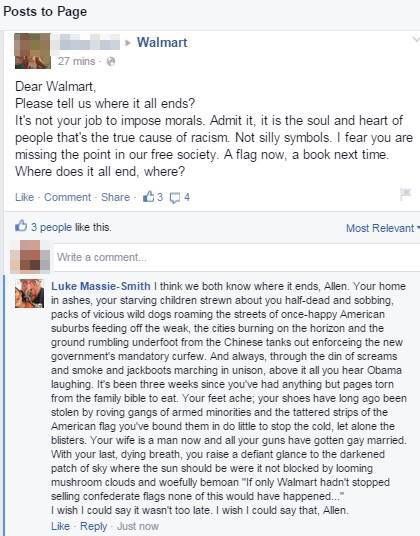 Posts to Page
Walmart
27 mins ·
Dear Walmart,
Please tell us where it all ends?
It's not your job to impose morals. Admit it, it is the soul and heart of
people that's the true cause of racism. Not silly symbols. I fear you are
missing the point in our free society. A flag now, a book next time.
Where does it all end, where?
Like · Comment · Share · 3 4
3 people like this.
Most Relevant
Write a comment...
Luke Massie-Smith I think we both know where it ends, Allen. Your home
in ashes, your starving children strewn about you half-dead and sobbing,
packs of vicious wild dogs roaming the streets of once-happy American
suburbs feeding off the weak, the cities burning on the horizon and the
ground rumbling underfoot from the Chinese tanks out enforceing the new
government's mandatory curfew. And always, through the din of screams
and smoke and jackboots marching in unison, above it all you hear Obama
laughing. It's been three weeks since you've had anything but pages torn
from the family bible to eat. Your feet ache; your shoes have long ago been
stolen by roving gangs of armed minorities and the tattered strips of the
American flag you've bound them in do little to stop the cold, let alone the
blisters. Your wife is a man now and all your guns have gotten gay married.
With your last, dying breath, you raise a defiant glance to the darkened
patch of sky where the sun should be were it not blocked by looming
mushroom clouds and woefully bemoan "If only Walmart hadn't stopped
selling confederate flags none of this would have happened..."
I wish I could say it wasn't too late. I wish I could say that, Allen.
Like · Reply · Just now